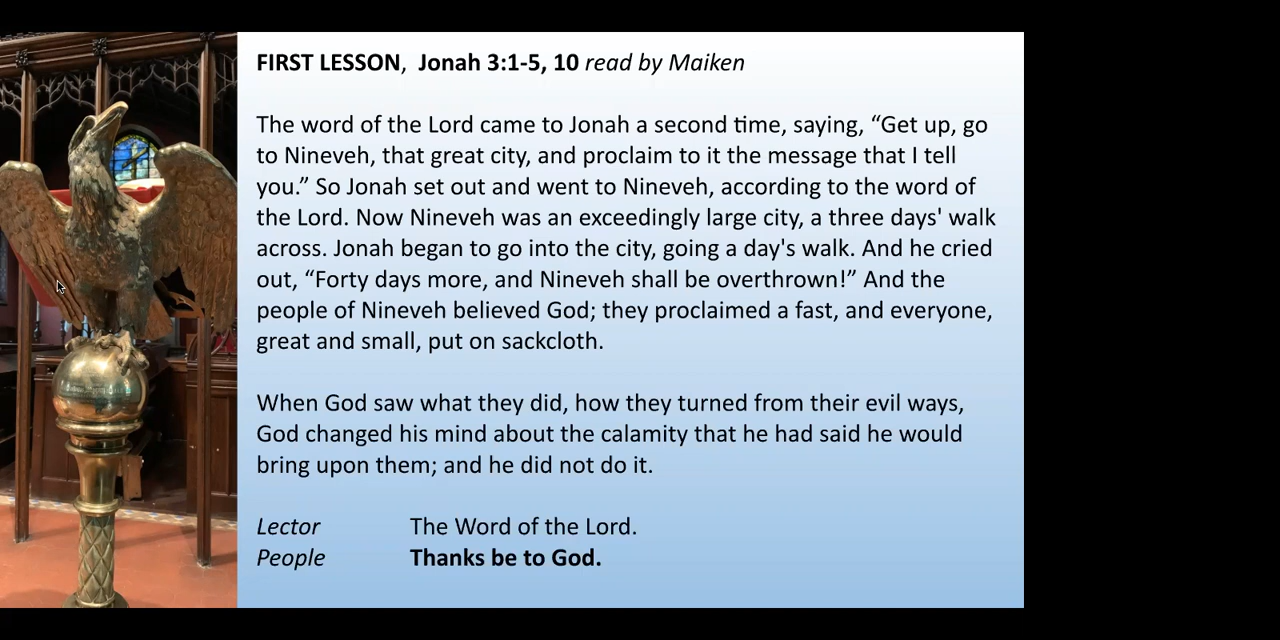 FIRST LESSON, Jonah 3:1-5, 10 read by Maiken
The word of the Lord came to Jonah a second time, saying, “Get up, go
to Nineveh, that great city, and proclaim to it the message that I tell
you.” So Jonah set out and went to Nineveh, according to the word of
the Lord. Now Nineveh was an exceedingly large city, a three days' walk
across. Jonah began to go into the city, going a day's walk. And he cried
out, “Forty days more, and Nineveh shall be overthrown!” And the
people of Nineveh believed God; they proclaimed a fast, and everyone,
great and small, put on sackcloth.
When God saw what they did, how they turned from their evil ways,
God changed his mind about the calamity that he had said he would
bring upon them; and he did not do it.
Lector The Word of the Lord.
People Thanks be to God.